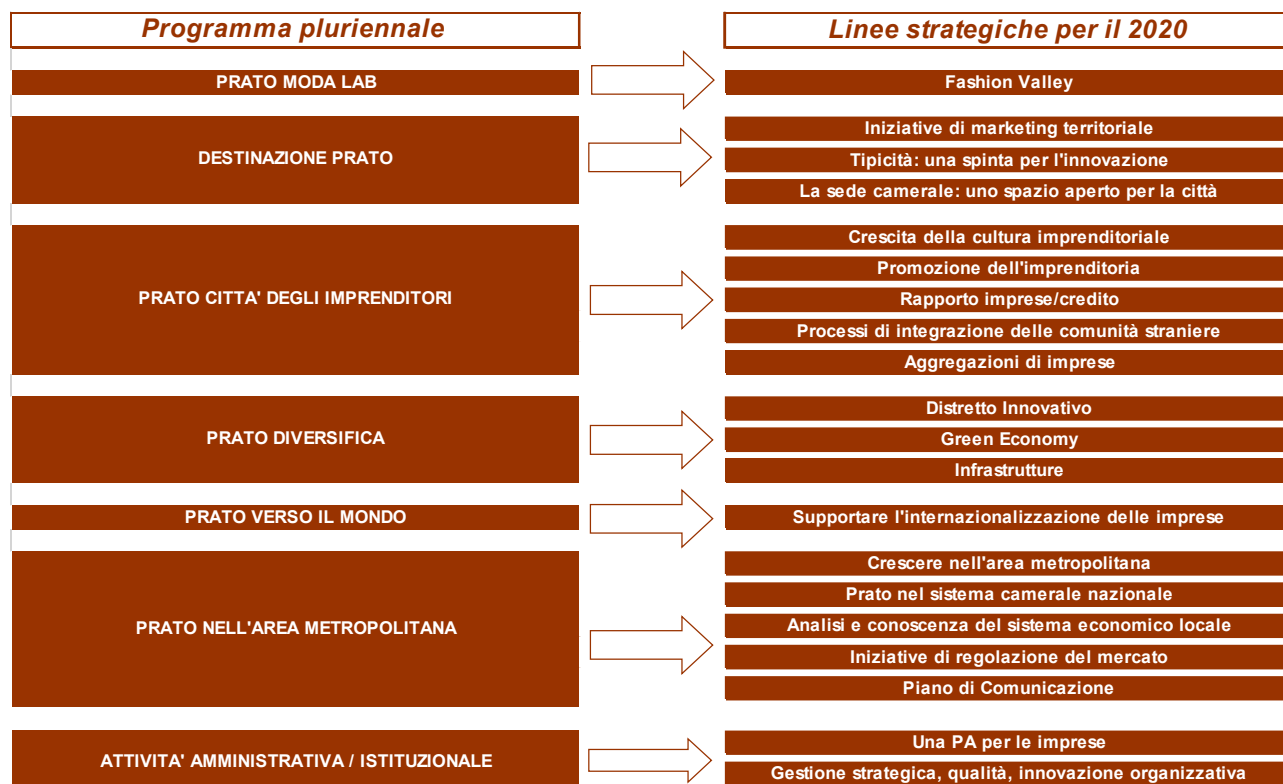 Programma pluriennale
Linee strategiche per il 2020
PRATO MODA LAB
Fashion Valley
DESTINAZIONE PRATO
Iniziative di marketing territoriale
Tipicità: una spinta per l'innovazione
La sede camerale: uno spazio aperto per la città
PRATO CITTA' DEGLI IMPRENDITORI
Crescita della cultura imprenditoriale
Promozione dell'imprenditoria
Rapporto imprese/credito
Processi di integrazione delle comunità straniere
Aggregazioni di imprese
PRATO DIVERSIFICA
Distretto Innovativo
Green Economy
Infrastrutture
PRATO VERSO IL MONDO
Supportare l'internazionalizzazione delle imprese
PRATO NELL'AREA METROPOLITANA
Crescere nell'area metropolitana
Prato nel sistema camerale nazionale
Analisi e conoscenza del sistema economico locale
Iniziative di regolazione del mercato
Piano di Comunicazione
ATTIVITA' AMMINISTRATIVA / ISTITUZIONALE
Una PA per le imprese
Gestione strategica, qualità, innovazione organizzativa